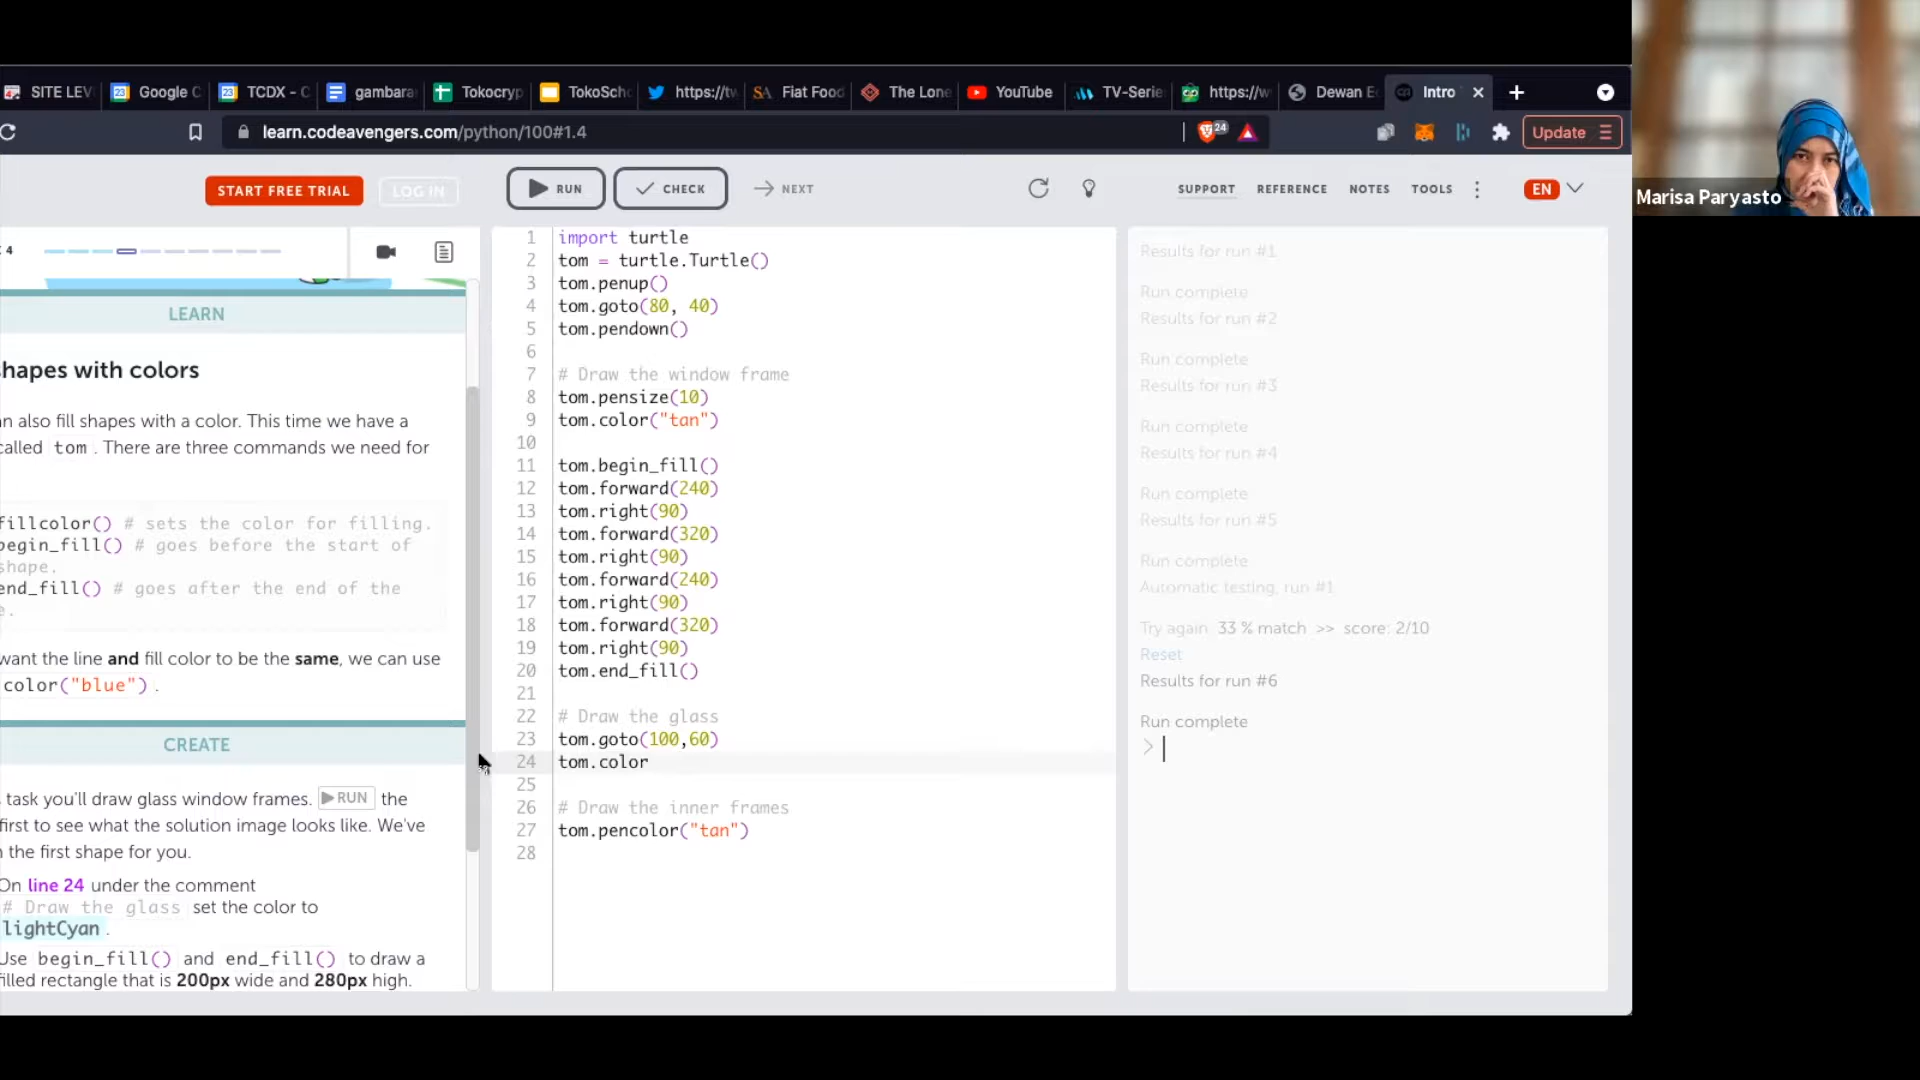 SITE LEV
Google C
TCDX - C
gambara
Tokocryp
TokoSch
https://tw
SA Fiat Food
The Lone
YouTube
TV-Serie
https://w
Dewan E
Intro
learn.codeavengers.com/python/100#1.4
24
Update
START FREE TRIAL
LOG IN
RUN
CHECK
NEXT
SUPPORT
REFERENCE
NOTES
TOOLS
EN
Marisa Paryasto
4
LEARN
shapes with colors
an also fill shapes with a color. This time we have a
called tom . There are three commands we need for
fillcolor() # sets the color for filling.
begin_fill() # goes before the start of
shape.
end_fill() # goes after the end of the
e.
want the line and fill color to be the same, we can use
color("blue") .
CREATE
task you'll draw glass window frames. RUN the
first to see what the solution image looks like. We've
the first shape for you.
On line 24 under the comment
# Draw the glass set the color to
lightCyan .
Use begin_fill() and end_fill() to draw a
filled rectangle that is 200px wide and 280px high.
1 import turtle
2 tom = turtle.Turtle()
3 tom.penup()
4 tom.goto(80, 40)
5 tom.pendown()
6
7 # Draw the window frame
8 tom.pensize(10)
9 tom.color("tan")
10
11 tom.begin_fill()
12 tom.forward(240)
13 tom.right(90)
14 tom.forward(320)
15 tom.right(90)
16 tom.forward(240)
17 tom.right(90)
18 tom.forward(320)
19 tom.right(90)
20 tom.end_fill()
21
22 # Draw the glass
23 tom.goto(100,60)
24 tom.color
25
26 # Draw the inner frames
27 tom.pencolor("tan")
28
Results for run #1
Run complete
Results for run #2
Run complete
Results for run #3
Run complete
Results for run #4
Run complete
Results for run #5
Run complete
Automatic testing, run #1
Try again 33 % match >> score: 2/10
Reset
Results for run #6
Run complete
>